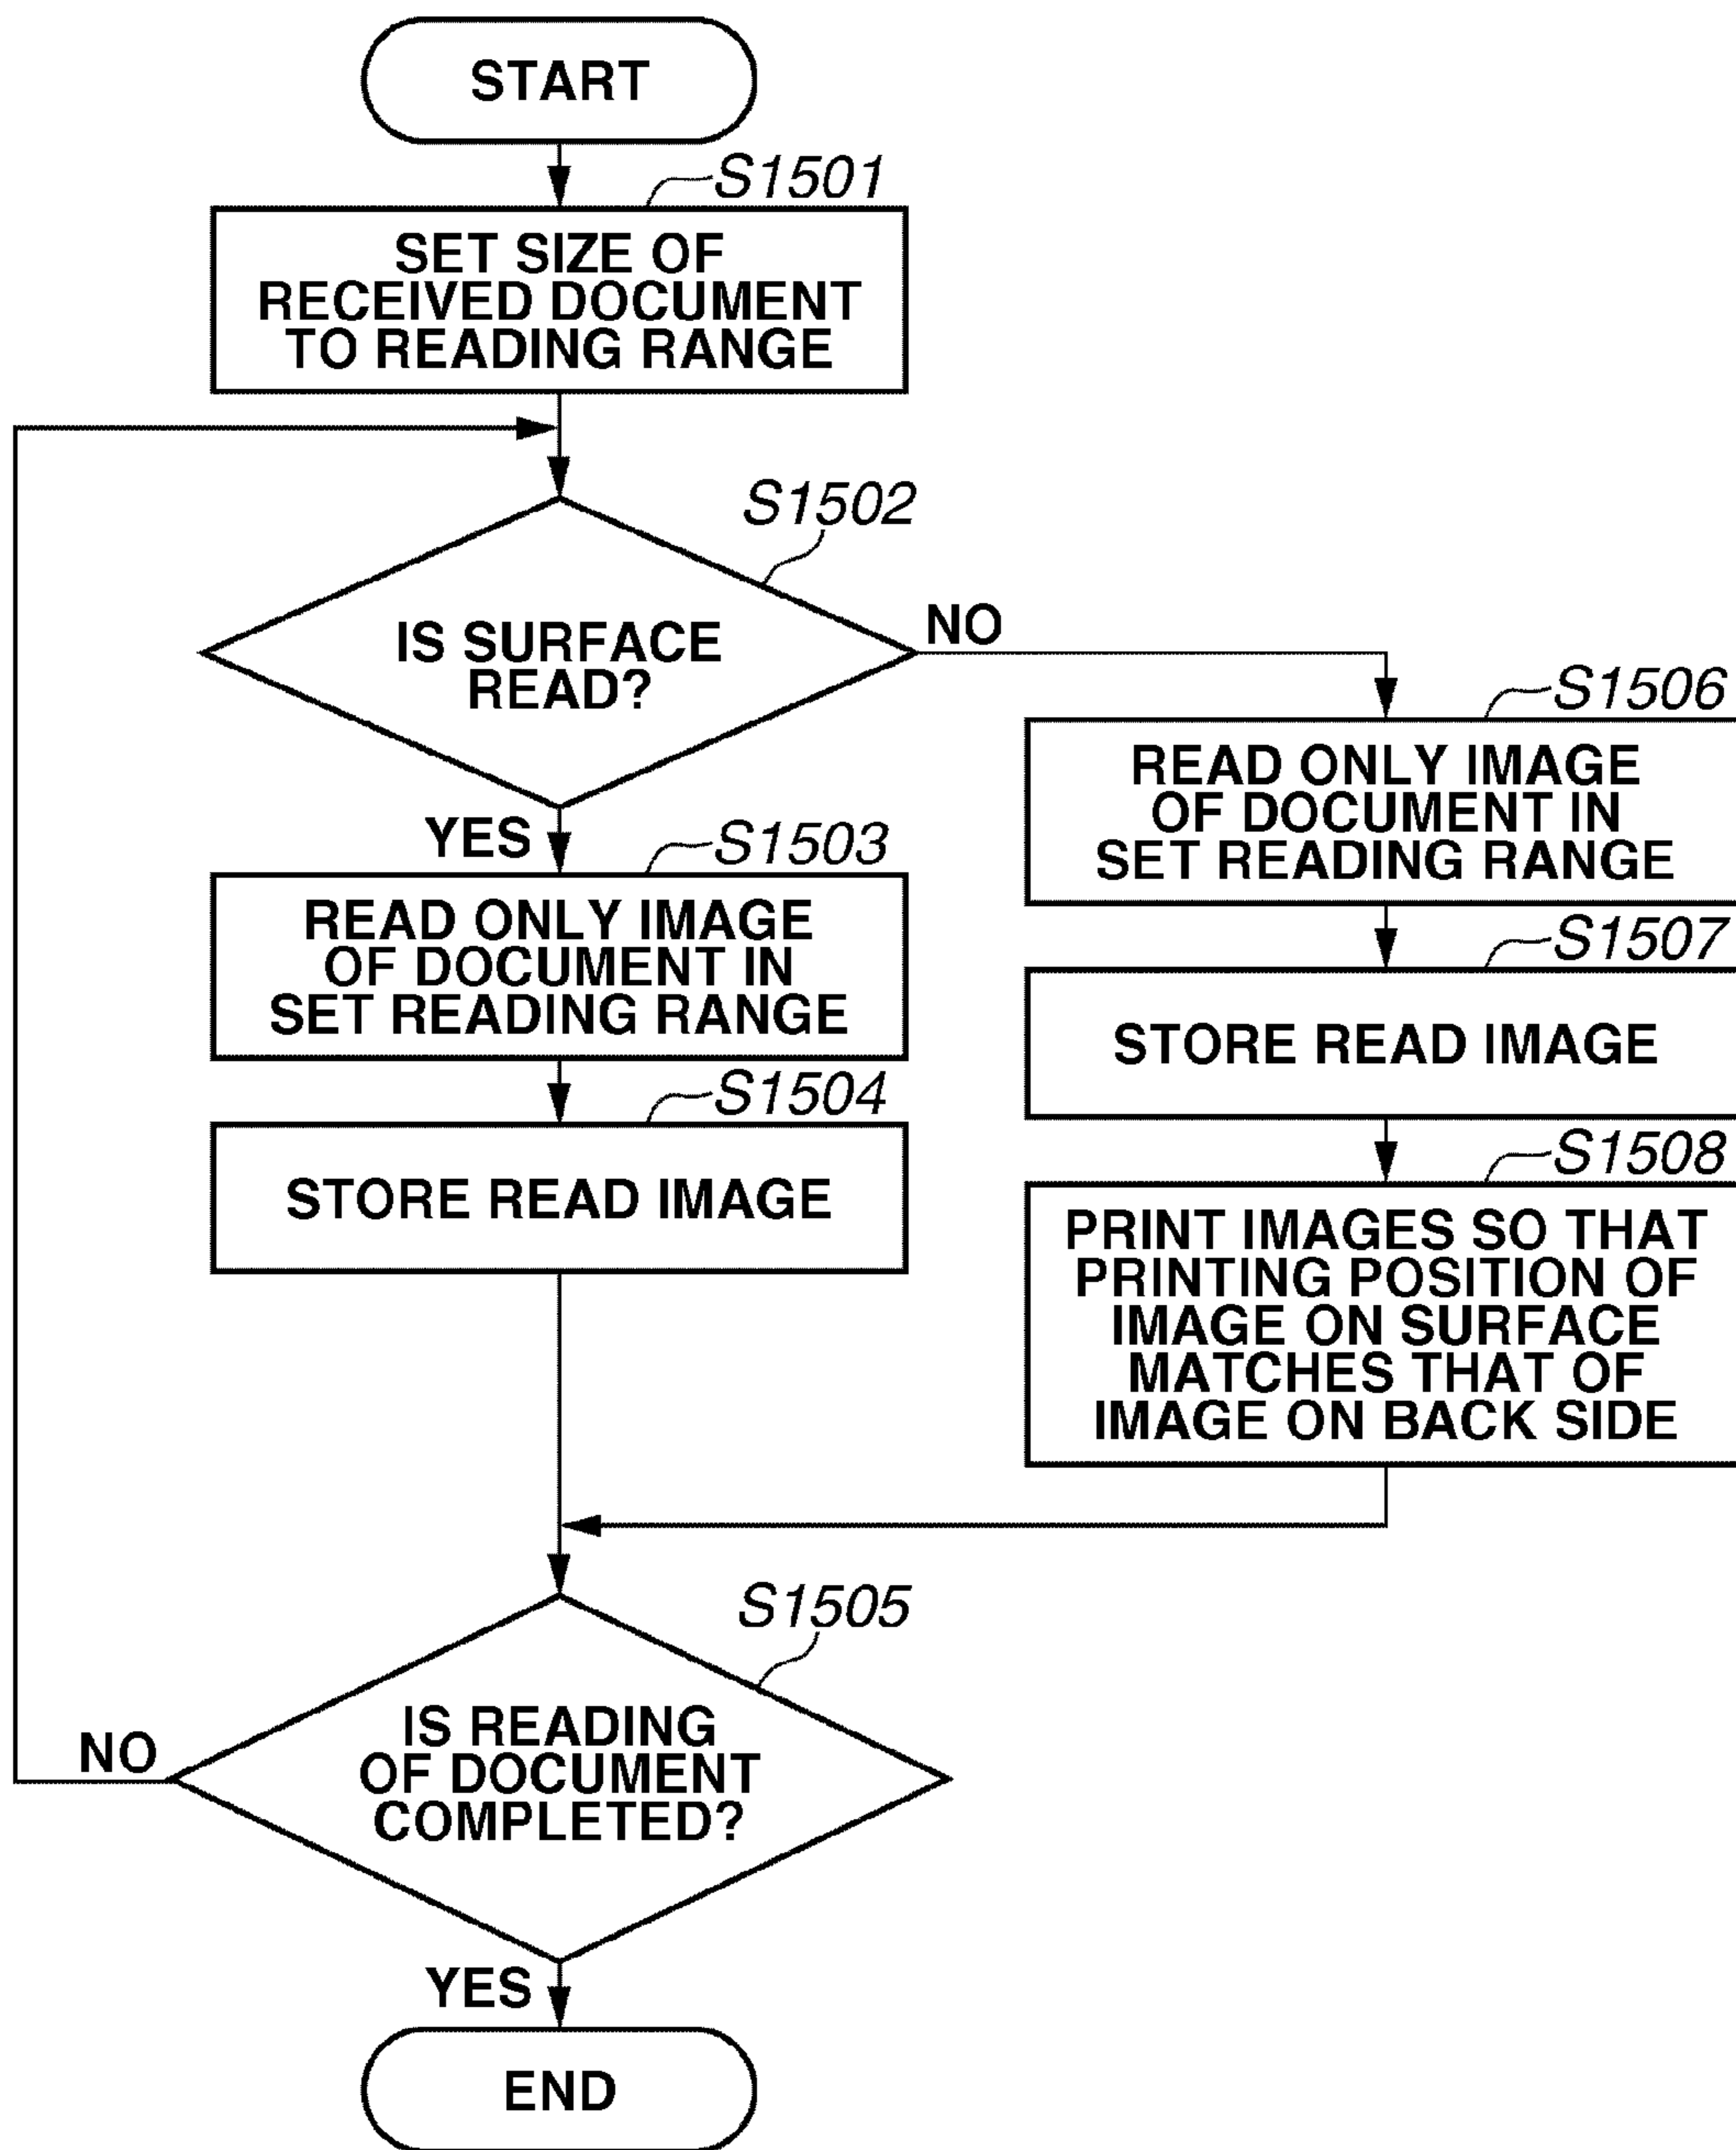 START
S1501
SET SIZE OF
RECEIVED DOCUMENT
TO READING RANGE
S1502
IS SURFACE
READ?
NO
YES
S1503
READ ONLY IMAGE
OF DOCUMENT IN
SET READING RANGE
S1504
STORE READ IMAGE
S1506
READ ONLY IMAGE
OF DOCUMENT IN
SET READING RANGE
S1507
STORE READ IMAGE
S1508
PRINT IMAGES SO THAT
PRINTING POSITION OF
IMAGE ON SURFACE
MATCHES THAT OF
IMAGE ON BACK SIDE
S1505
IS READING
OF DOCUMENT
COMPLETED?
NO
YES
END